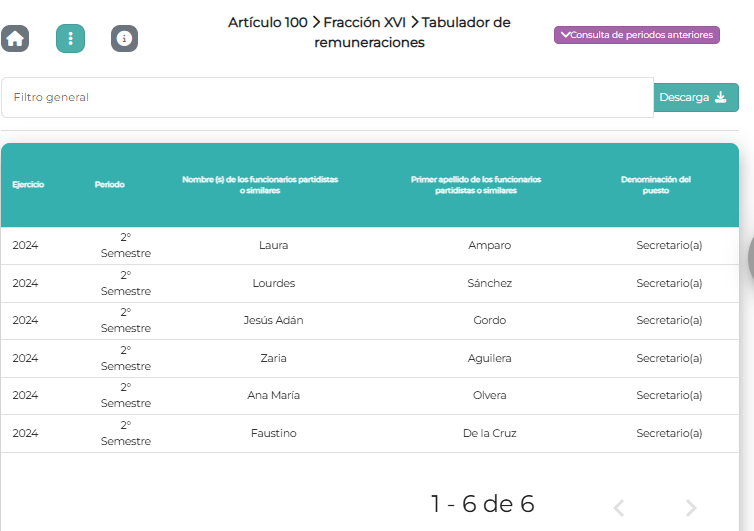 Artículo 100 > Fracción XVI > Tabulador de
remuneraciones
Consulta de periodos anteriores
Filtro general
Descarga
Ejercicio Periodo Nombre (s) de los funcionarios partidistas o similares Primer apellido de los funcionarios partidistas o similares Denominación del puesto
2024 2° Semestre Laura Amparo Secretario(a)
2024 2° Semestre Lourdes Sánchez Secretario(a)
2024 2° Semestre Jesús Adán Gordo Secretario(a)
2024 2° Semestre Zaria Aguilera Secretario(a)
2024 2° Semestre Ana María Olvera Secretario(a)
2024 2° Semestre Faustino De la Cruz Secretario(a)
1 - 6 de 6